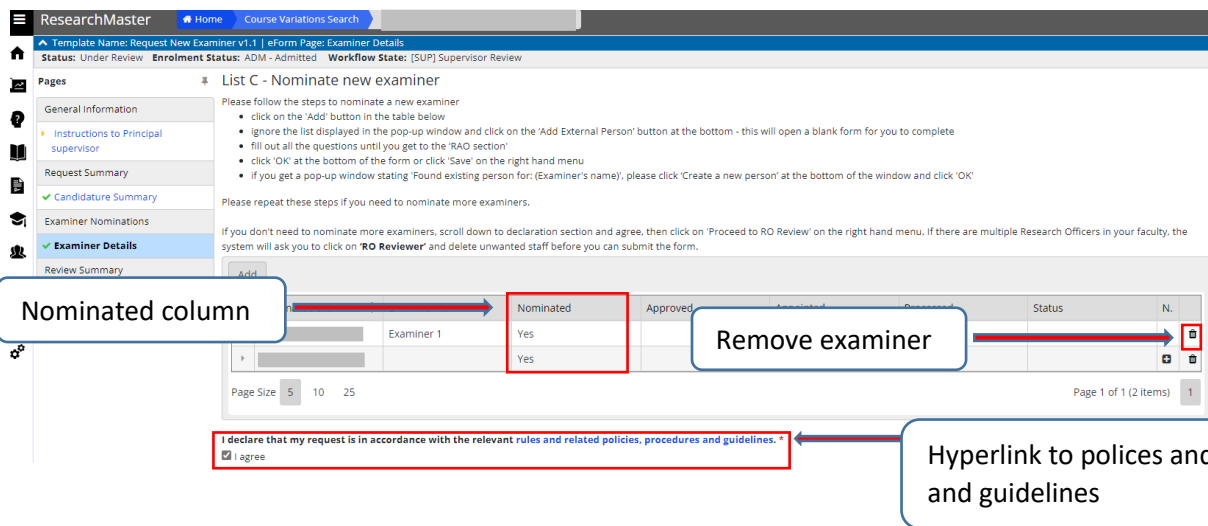 ResearchMaster Home Course Variations Search
Template Name: Request New Examiner v1.1 | eForm Page: Examiner Details
Status: Under Review Enrolment Status: ADM - Admitted Workflow State: [SUP] Supervisor Review
Pages
General Information
Instructions to Principal
supervisor
Request Summary
Candidature Summary
Examiner Nominations
Examiner Details
Review Summary
List C - Nominate new examiner
Please follow the steps to nominate a new examiner
• click on the 'Add' button in the table below
• ignore the list displayed in the pop-up window and click on the 'Add External Person' button at the bottom - this will open a blank form for you to complete
• fill out all the questions until you get to the 'RAO section'
• click 'OK' at the bottom of the form or click 'Save' on the right hand menu
• if you get a pop-up window stating 'Found existing person for: (Examiner's name)', please click 'Create a new person' at the bottom of the window and click 'OK'
Please repeat these steps if you need to nominate more examiners.
If you don't need to nominate more examiners, scroll down to declaration section and agree, then click on 'Proceed to RO Review' on the right hand menu. If there are multiple Research Officers in your faculty, the
system will ask you to click on 'RO Reviewer' and delete unwanted staff before you can submit the form.
Add
Nominated column
Nominated Approved Status N.
Examiner 1 Yes
Remove examiner
Yes
Page Size 5 10 25 Page 1 of 1 (2 items) 1
I declare that my request is in accordance with the relevant rules and related policies, procedures and guidelines. *
I agree
Hyperlink to polices and
and guidelines